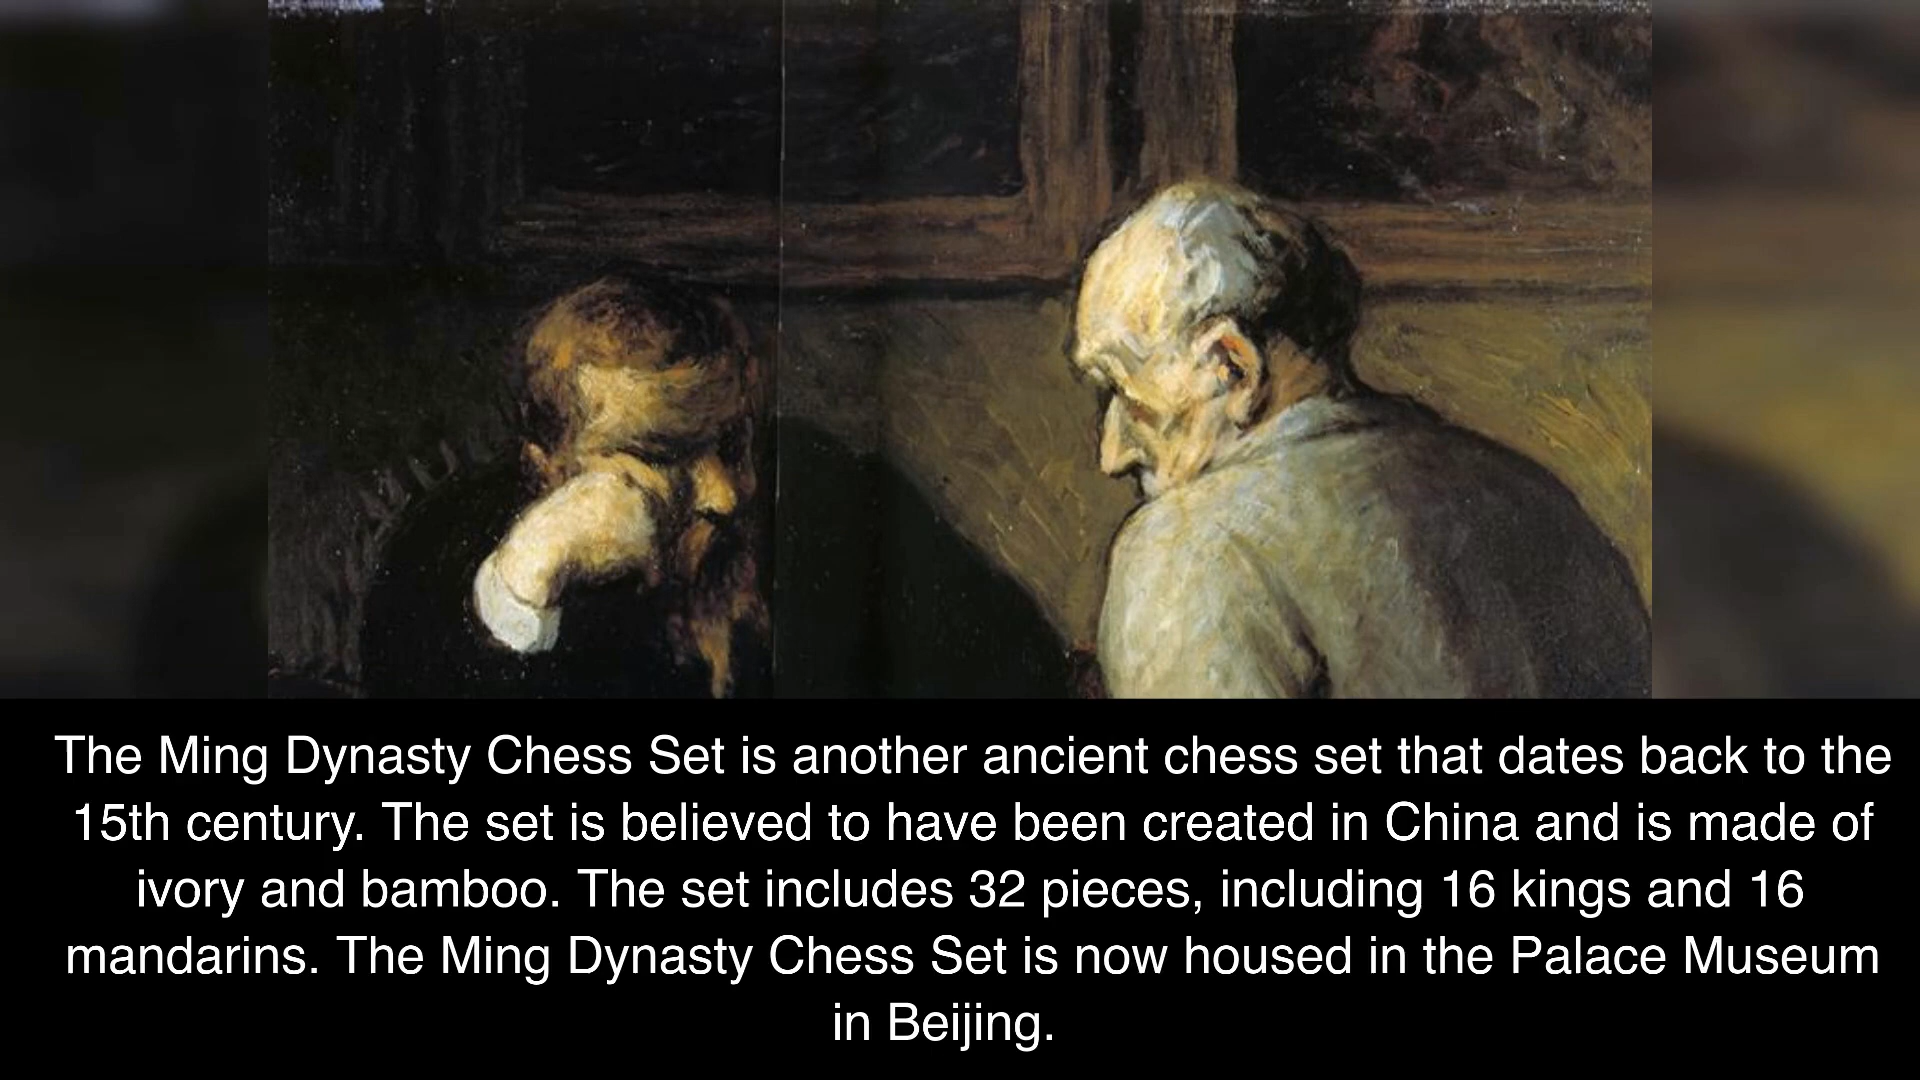 The Ming Dynasty Chess Set is another ancient chess set that dates back to the
15th century. The set is believed to have been created in China and is made of
ivory and bamboo. The set includes 32 pieces, including 16 kings and 16
mandarins. The Ming Dynasty Chess Set is now housed in the Palace Museum
in Beijing.